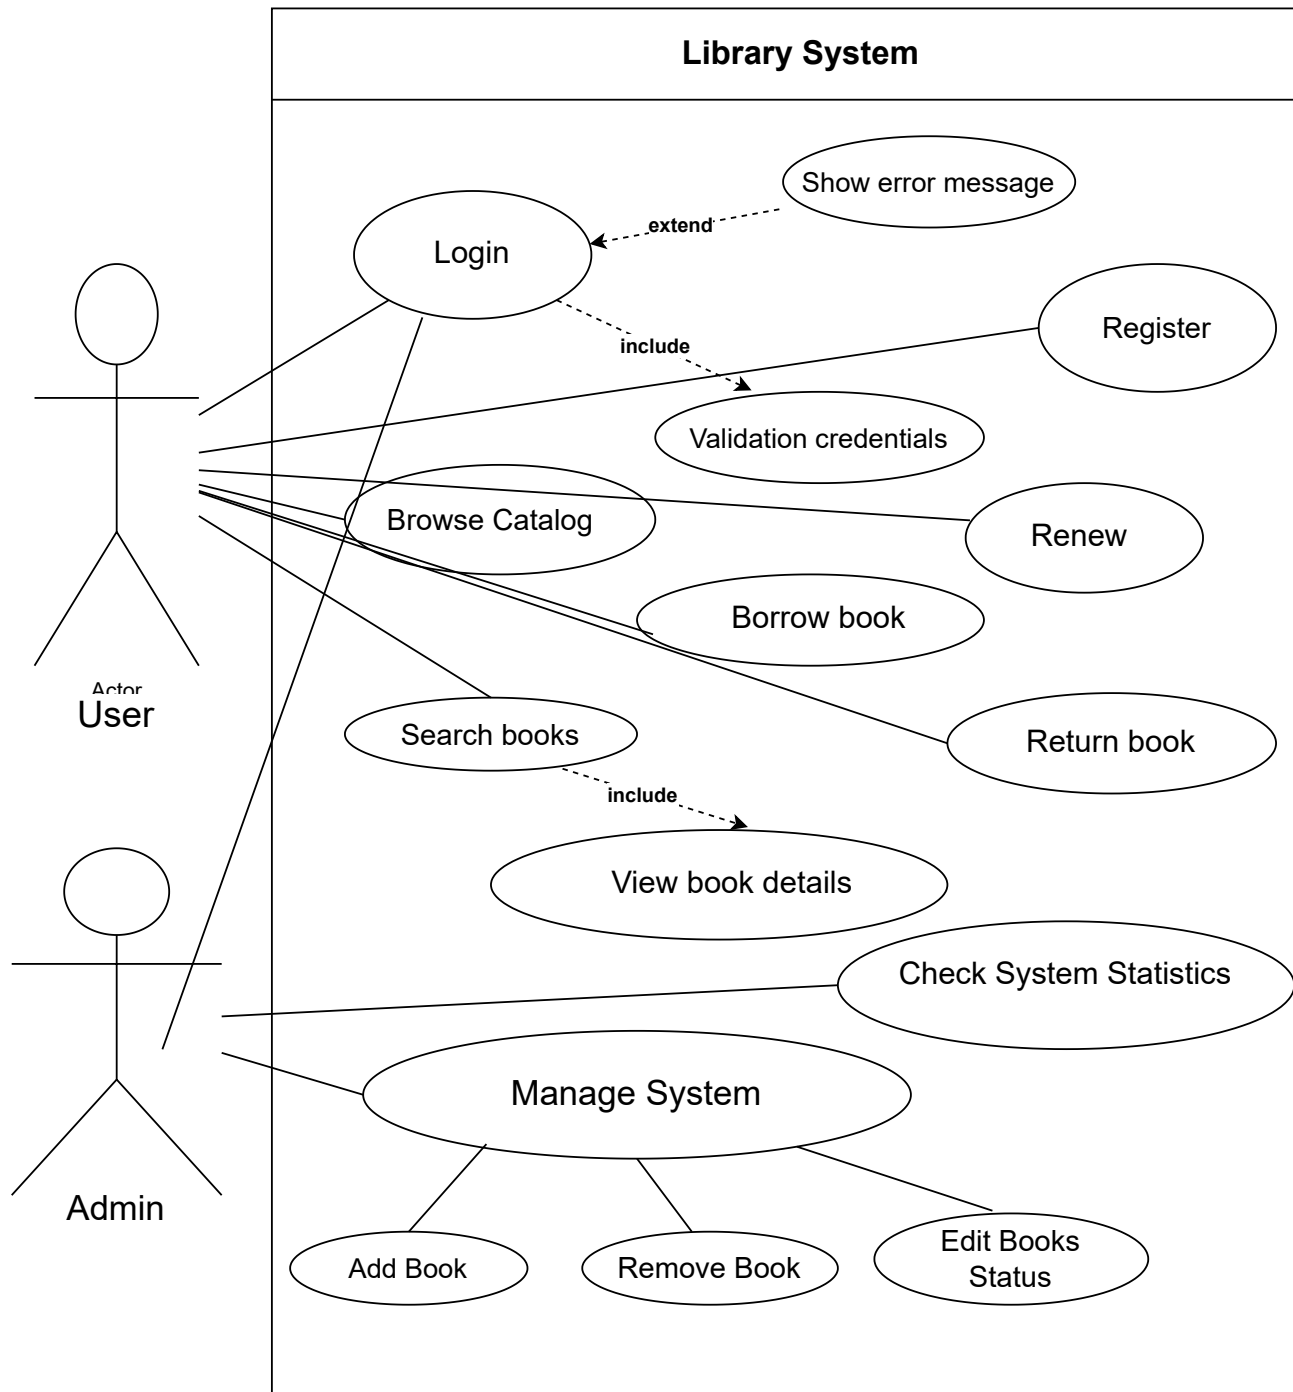 Library System
Show error message
extend
Login
Register
include
Validation credentials
Browse Catalog
Renew
Borrow book
Actor
User
Search books
Return book
include
View book details
Check System Statistics
Manage System
Admin
Add Book
Remove Book
Edit Books
Status